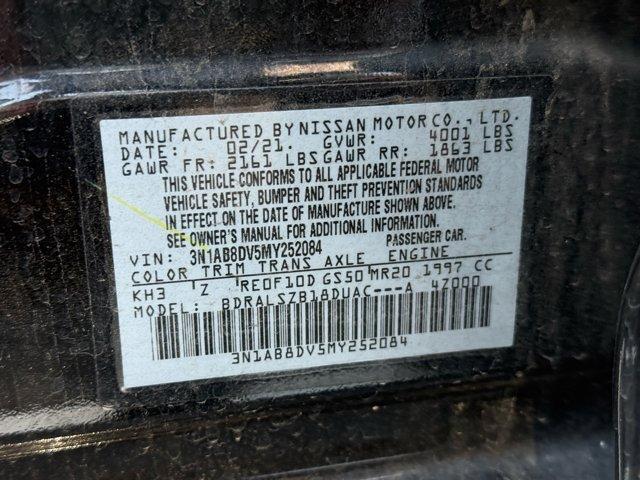 MANUFACTURED BY NISSAN MOTOR CO., LTD.
DATE: 02/21. GVWR: 4001 LBS
GAWR FR: 2161 LBS GAWR RR: 1863 LBS
THIS VEHICLE CONFORMS TO ALL APPLICABLE FEDERAL MOTOR
VEHICLE SAFETY, BUMPER AND THEFT PREVENTION STANDARDS
IN EFFECT ON THE DATE OF MANUFACTURE SHOWN ABOVE.
SEE OWNER'S MANUAL FOR ADDITIONAL INFORMATION.
VIN: 3N1AB8DV5MY252084 PASSENGER CAR.
COLOR TRIM TRANS AXLE ENGINE
KH3 Z RE0F10D GS50 MR20 1997 CC
MODEL: BDRALSZB18DUAC---A 4Z000
3N1AB8DV5MY252084